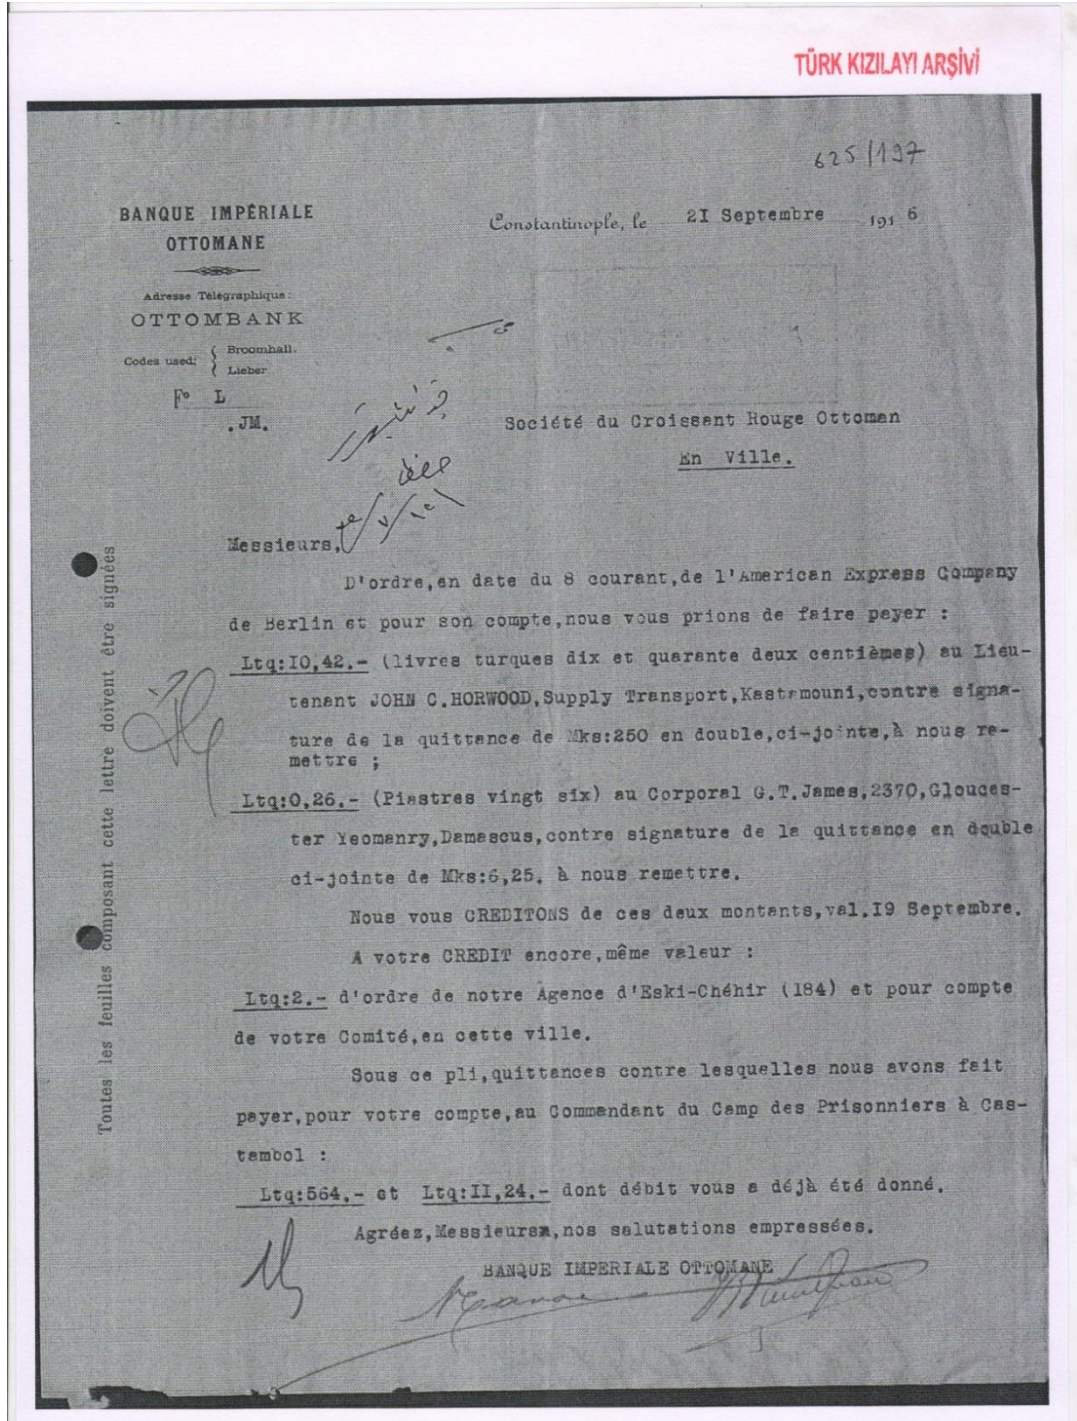 TÜRK KIZILAYI ARŞİVİ
625/197
BANQUE IMPÉRIALE
OTTOMANE
Constantinople, le 2I Septembre 1916
Adresse Télégraphique:
OTTOMBANK
Codes used: { Broomhall.
Lieber
Fº L
.JM.
Société du Croissant Rouge Ottoman
En Ville.
Toutes les feuilles composant cette lettre doivent être signées
Messieurs,
D'ordre,en date du 8 courant,de l'American Express Company
de Berlin et pour son compte,nous vous prions de faire payer :
Ltq:IO,42.- (livres turques dix et quarante deux centièmes) au Lieu-
tenant JOHN C.HORWOOD,Supply Transport,Kastamouni,contre signa-
ture de la quittance de Mks:250 en double,ci-jointe,à nous re-
mettre ;
Ltq:0,26.- (Piastres vingt six) au Corporal G.T.James,2370,Glouces-
ter Yeomanry,Damascus,contre signature de la quittance en double
ci-jointe de Mks:6,25. à nous remettre.
Nous vous CREDITONS de ces deux montants,val.I9 Septembre.
A votre CREDIT encore,même valeur :
Ltq:2.- d'ordre de notre Agence d'Eski-Chéhir (184) et pour compte
de votre Comité,en cette ville.
Sous ce pli,quittances contre lesquelles nous avons fait
payer,pour votre compte,au Commandant du Camp des Prisonniers à Cas-
tambol :
Ltq:564.- et Ltq:II,24.- dont débit vous a déjà été donné.
Agréez,Messieurs,nos salutations empressées.
BANQUE IMPERIALE OTTOMANE